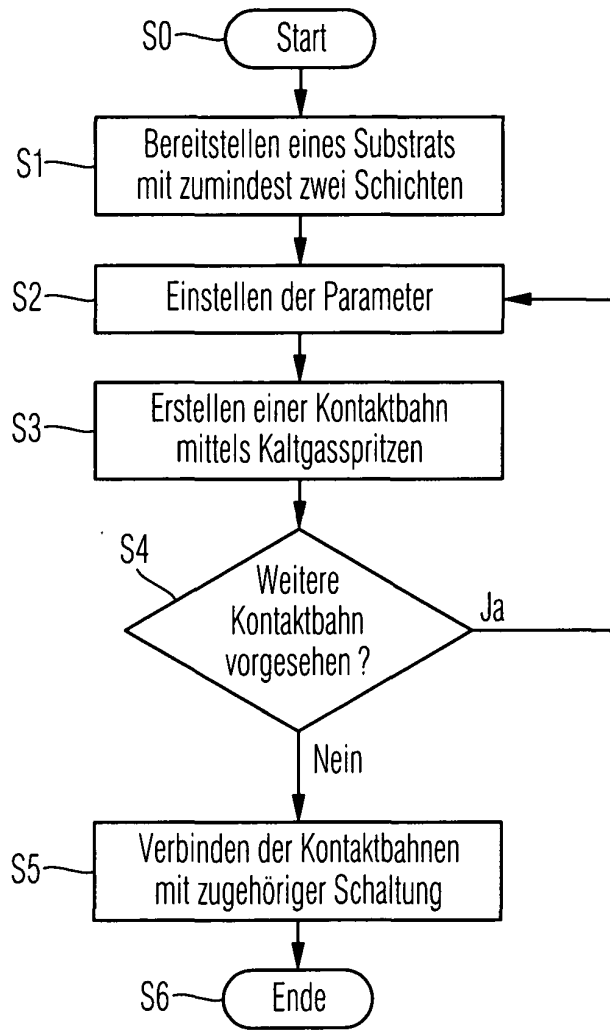 S0
Start
S1
Bereitstellen eines Substrats
mit zumindest zwei Schichten
S2
Einstellen der Parameter
S3
Erstellen einer Kontaktbahn
mittels Kaltgasspritzen
S4
Weitere
Kontaktbahn
vorgesehen ?
Ja
Nein
S5
Verbinden der Kontaktbahnen
mit zugehöriger Schaltung
S6
Ende